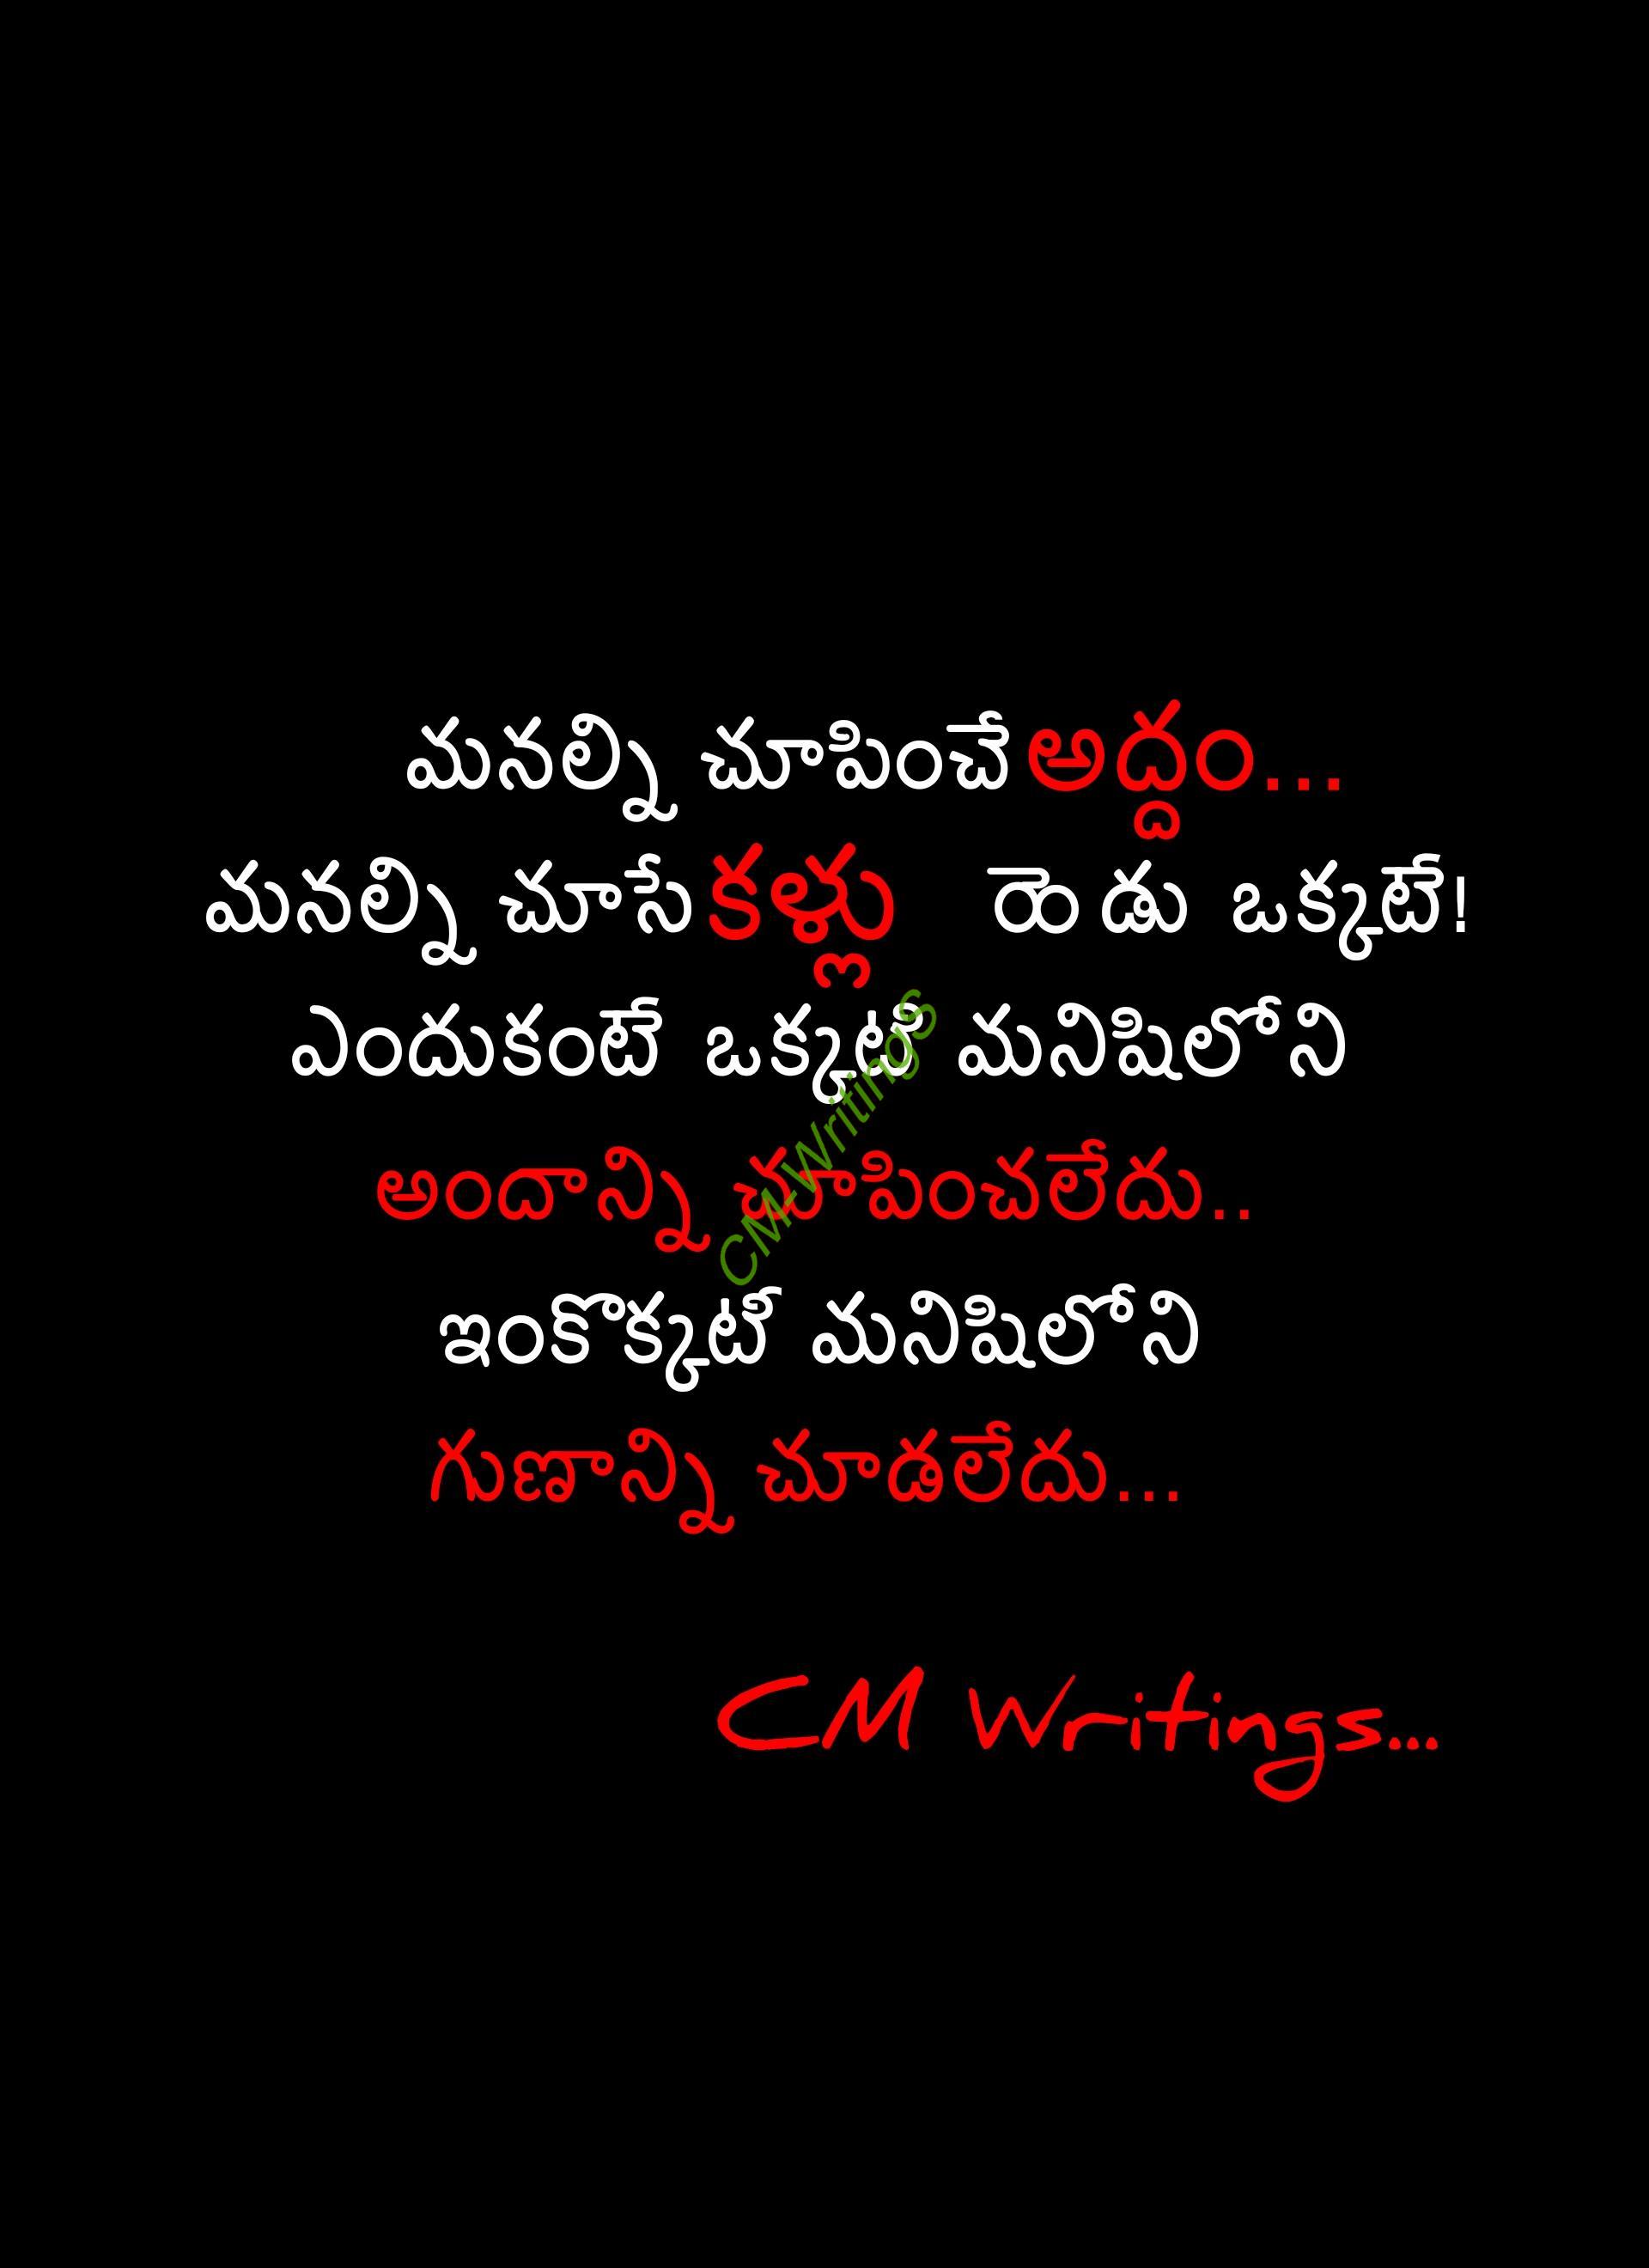 మనల్ని చూపించే అద్దం...
మనల్ని చూసే కళ్లు రెండు ఒక్కటే!
ఎందుకంటే ఒక్కటి మనిషిలోని
అందాన్ని చూపించలేదు..
ఇంకొక్కటే మనిషిలోని
గుణాన్ని చూడలేదు...
CM Writings
CM Writings...